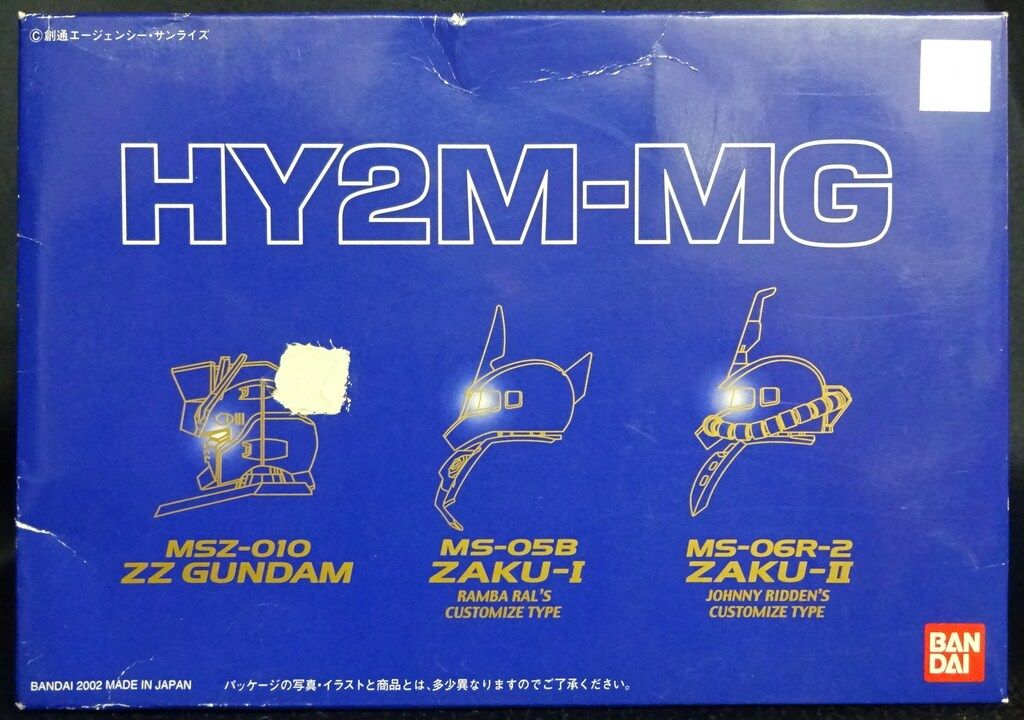 ©創通エージェンシー・サンライズ
HY2M-MG
MSZ-010
ZZ GUNDAM
MS-05B
ZAKU-I
RAMBA RAL'S
CUSTOMIZE TYPE
MS-06R-2
ZAKU-II
JOHNNY RIDDEN'S
CUSTOMIZE TYPE
BAN
DAI
BANDAI 2002 MADE IN JAPAN
パッケージの写真・イラストと商品とは、多少異なりますのでご了承ください。